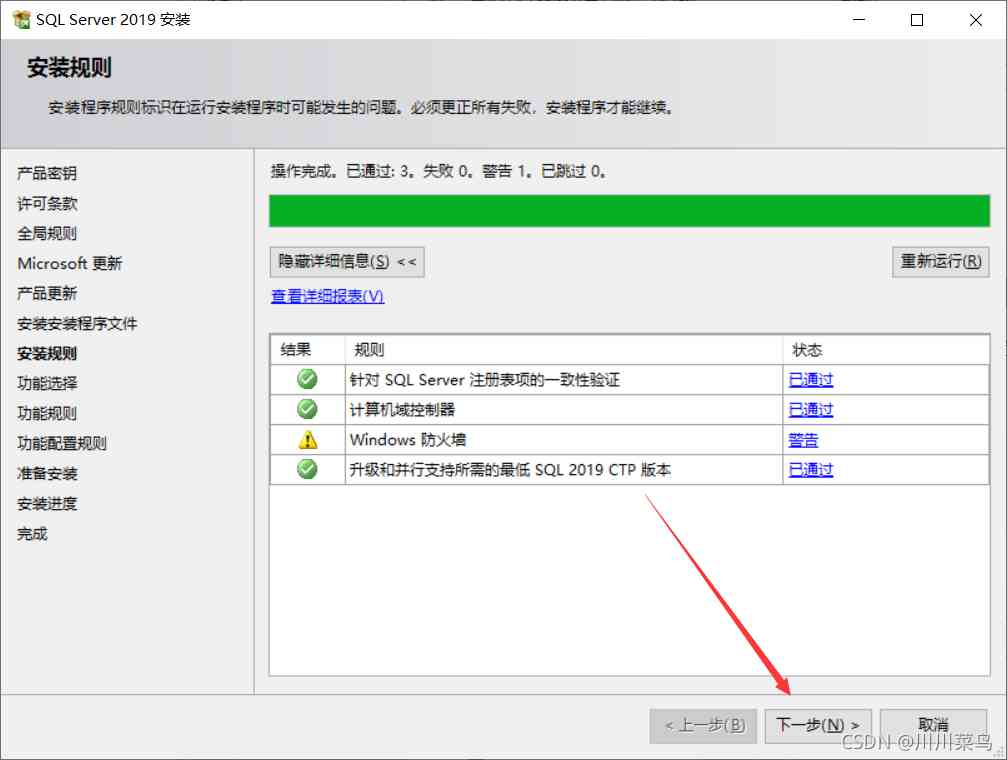 SQL Server 2019 安装
安装规则
安装程序规则标识在运行安装程序时可能发生的问题。必须更正所有失败，安装程序才能继续。
产品密钥
许可条款
全局规则
Microsoft 更新
产品更新
安装安装程序文件
安装规则
功能选择
功能规则
功能配置规则
准备安装
安装进度
完成
操作完成。已通过: 3。失败 0。警告 1。已跳过 0。
隐藏详细信息(S) <<
重新运行(R)
查看详细报表(V)
结果 规则 状态
针对 SQL Server 注册表项的一致性验证 已通过
计算机域控制器 已通过
Windows 防火墙 警告
升级和并行支持所需的最低 SQL 2019 CTP 版本 已通过
< 上一步(B)
下一步(N) >
取消
CSDN @川川菜鸟